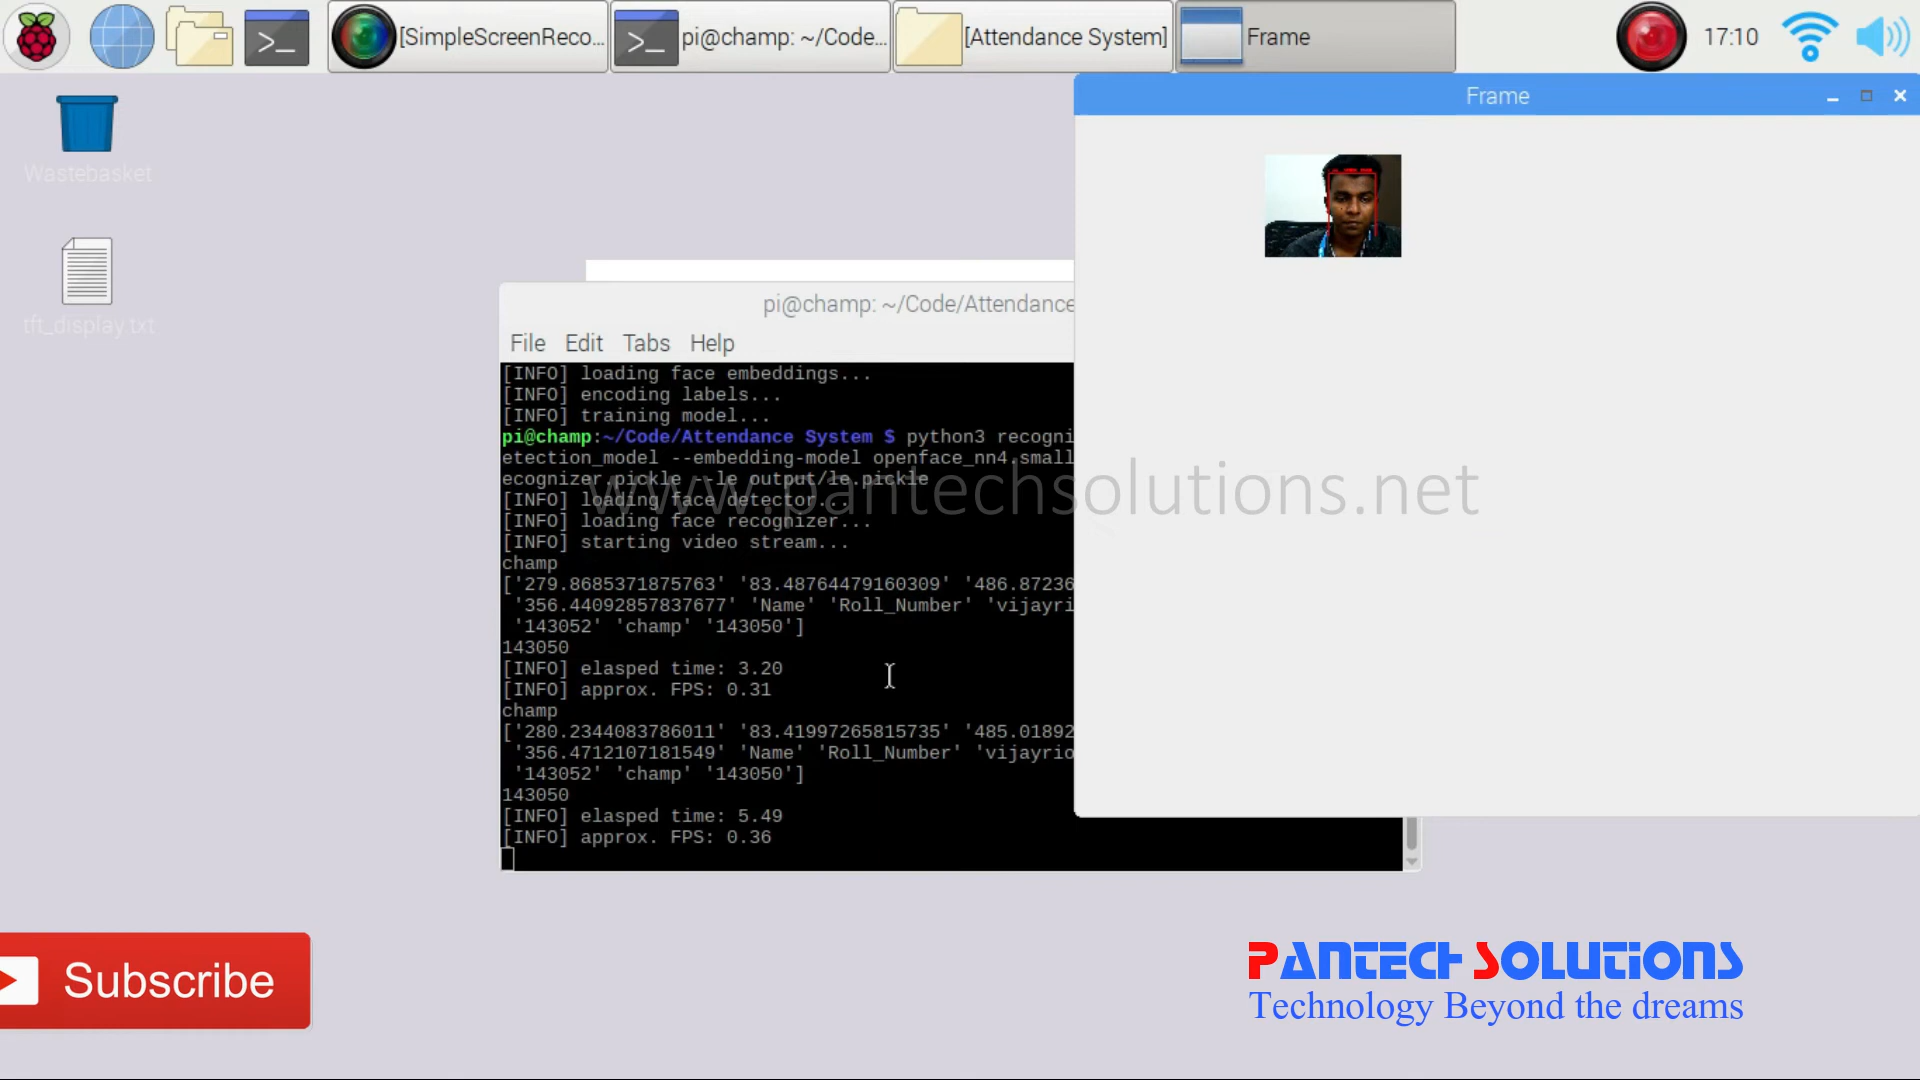 [SimpleScreenReco...
pi@champ: ~/Code...
[Attendance System]
Frame
17:10
Frame
Wastebasket
tft_display.txt
pi@champ: ~/Code/Attendance
File Edit Tabs Help
[INFO] loading face embeddings...
[INFO] encoding labels...
[INFO] training model...
pi@champ:~/Code/Attendance System $ python3 recogni
etection_model --embedding-model openface_nn4.small
ecognizer.pickle --le output/le.pickle
[INFO] loading face detector...
[INFO] loading face recognizer...
[INFO] starting video stream...
champ
['279.8685371875763' '83.48764479160309' '486.87236
'356.44092857837677' 'Name' 'Roll_Number' 'vijayri
'143052' 'champ' '143050']
143050
[INFO] elasped time: 3.20
[INFO] approx. FPS: 0.31
champ
['280.2344083786011' '83.41997265815735' '485.01892
'356.4712107181549' 'Name' 'Roll_Number' 'vijayrio
'143052' 'champ' '143050']
143050
[INFO] elasped time: 5.49
[INFO] approx. FPS: 0.36
www.pantechsolutions.net
Subscribe
PANTECH SOLUTIONS
Technology Beyond the dreams